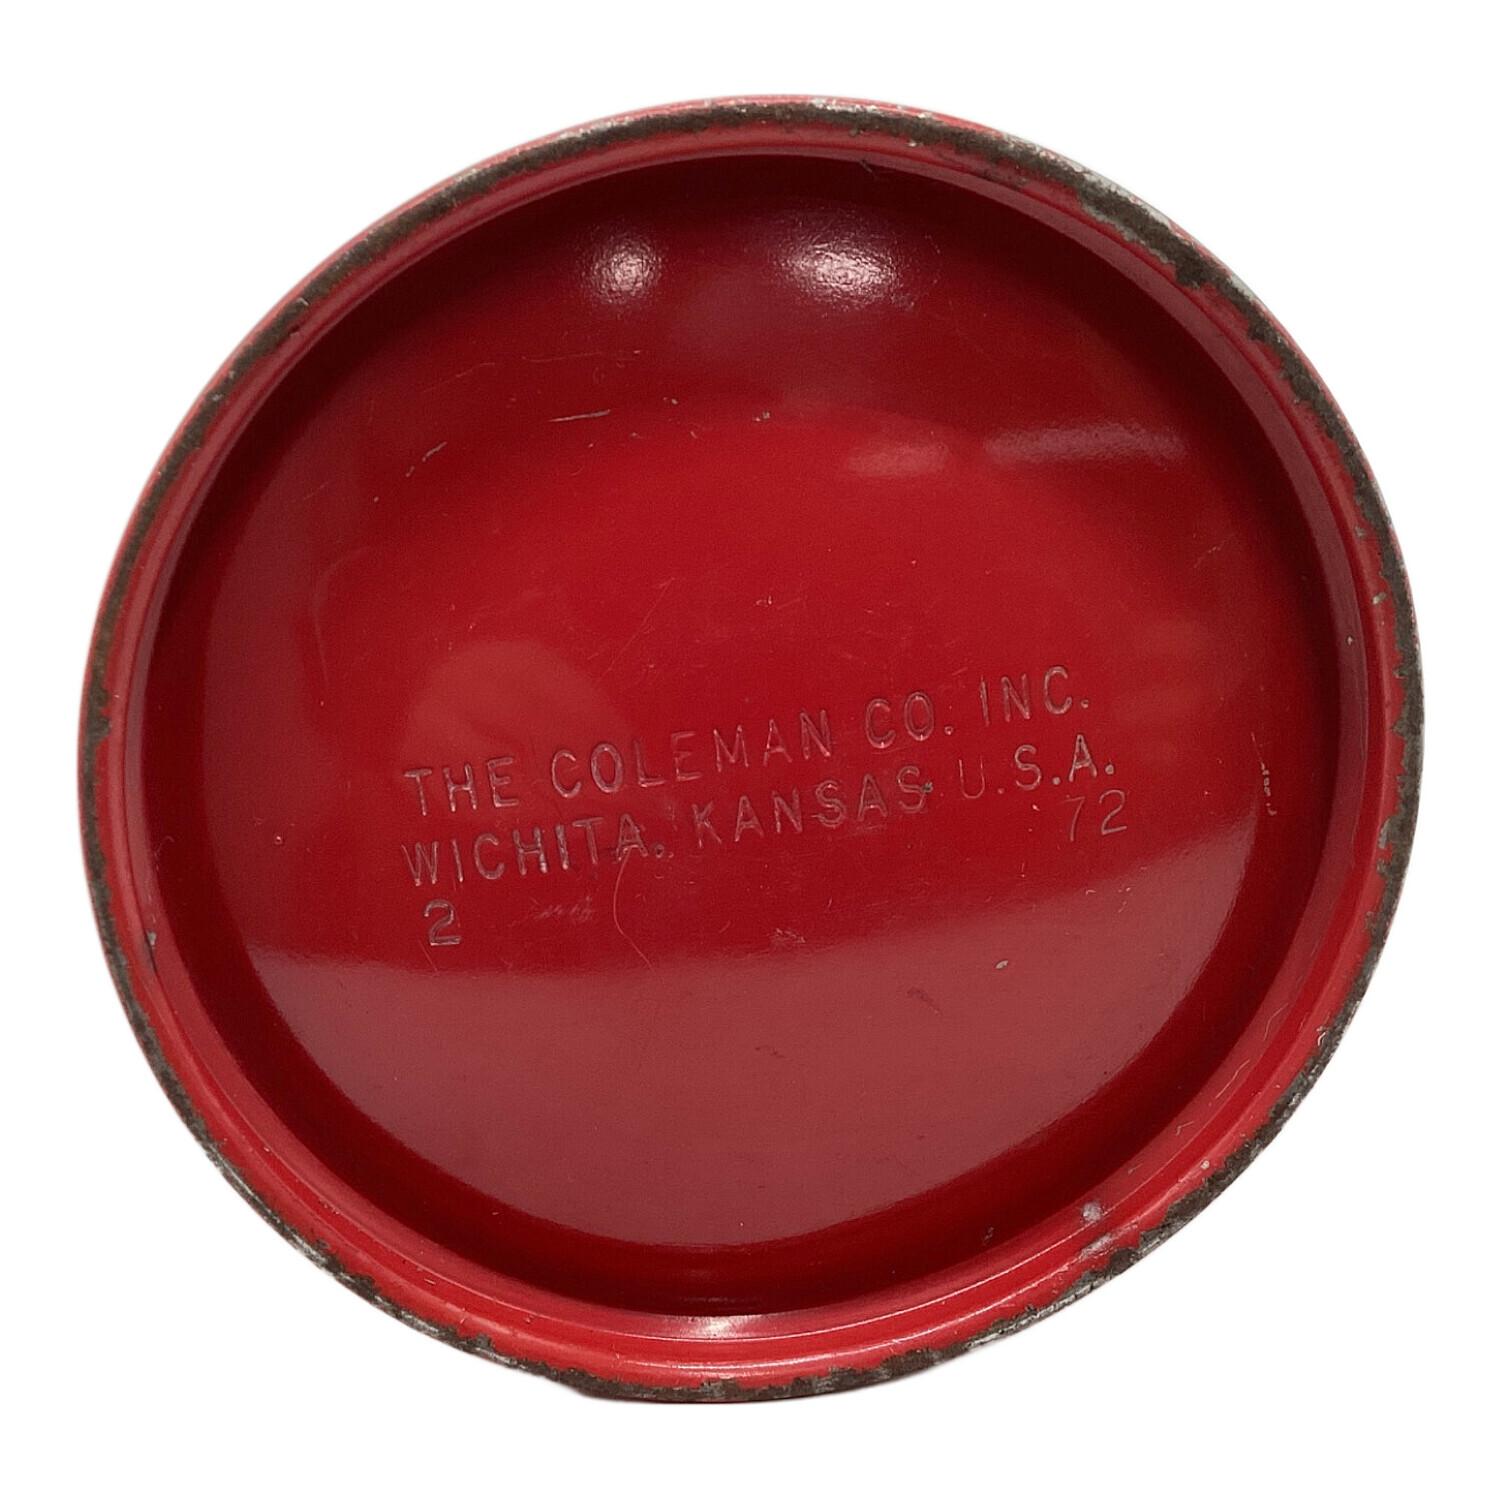 THE COLEMAN CO. INC.
WICHITA, KANSAS U.S.A.
2 72